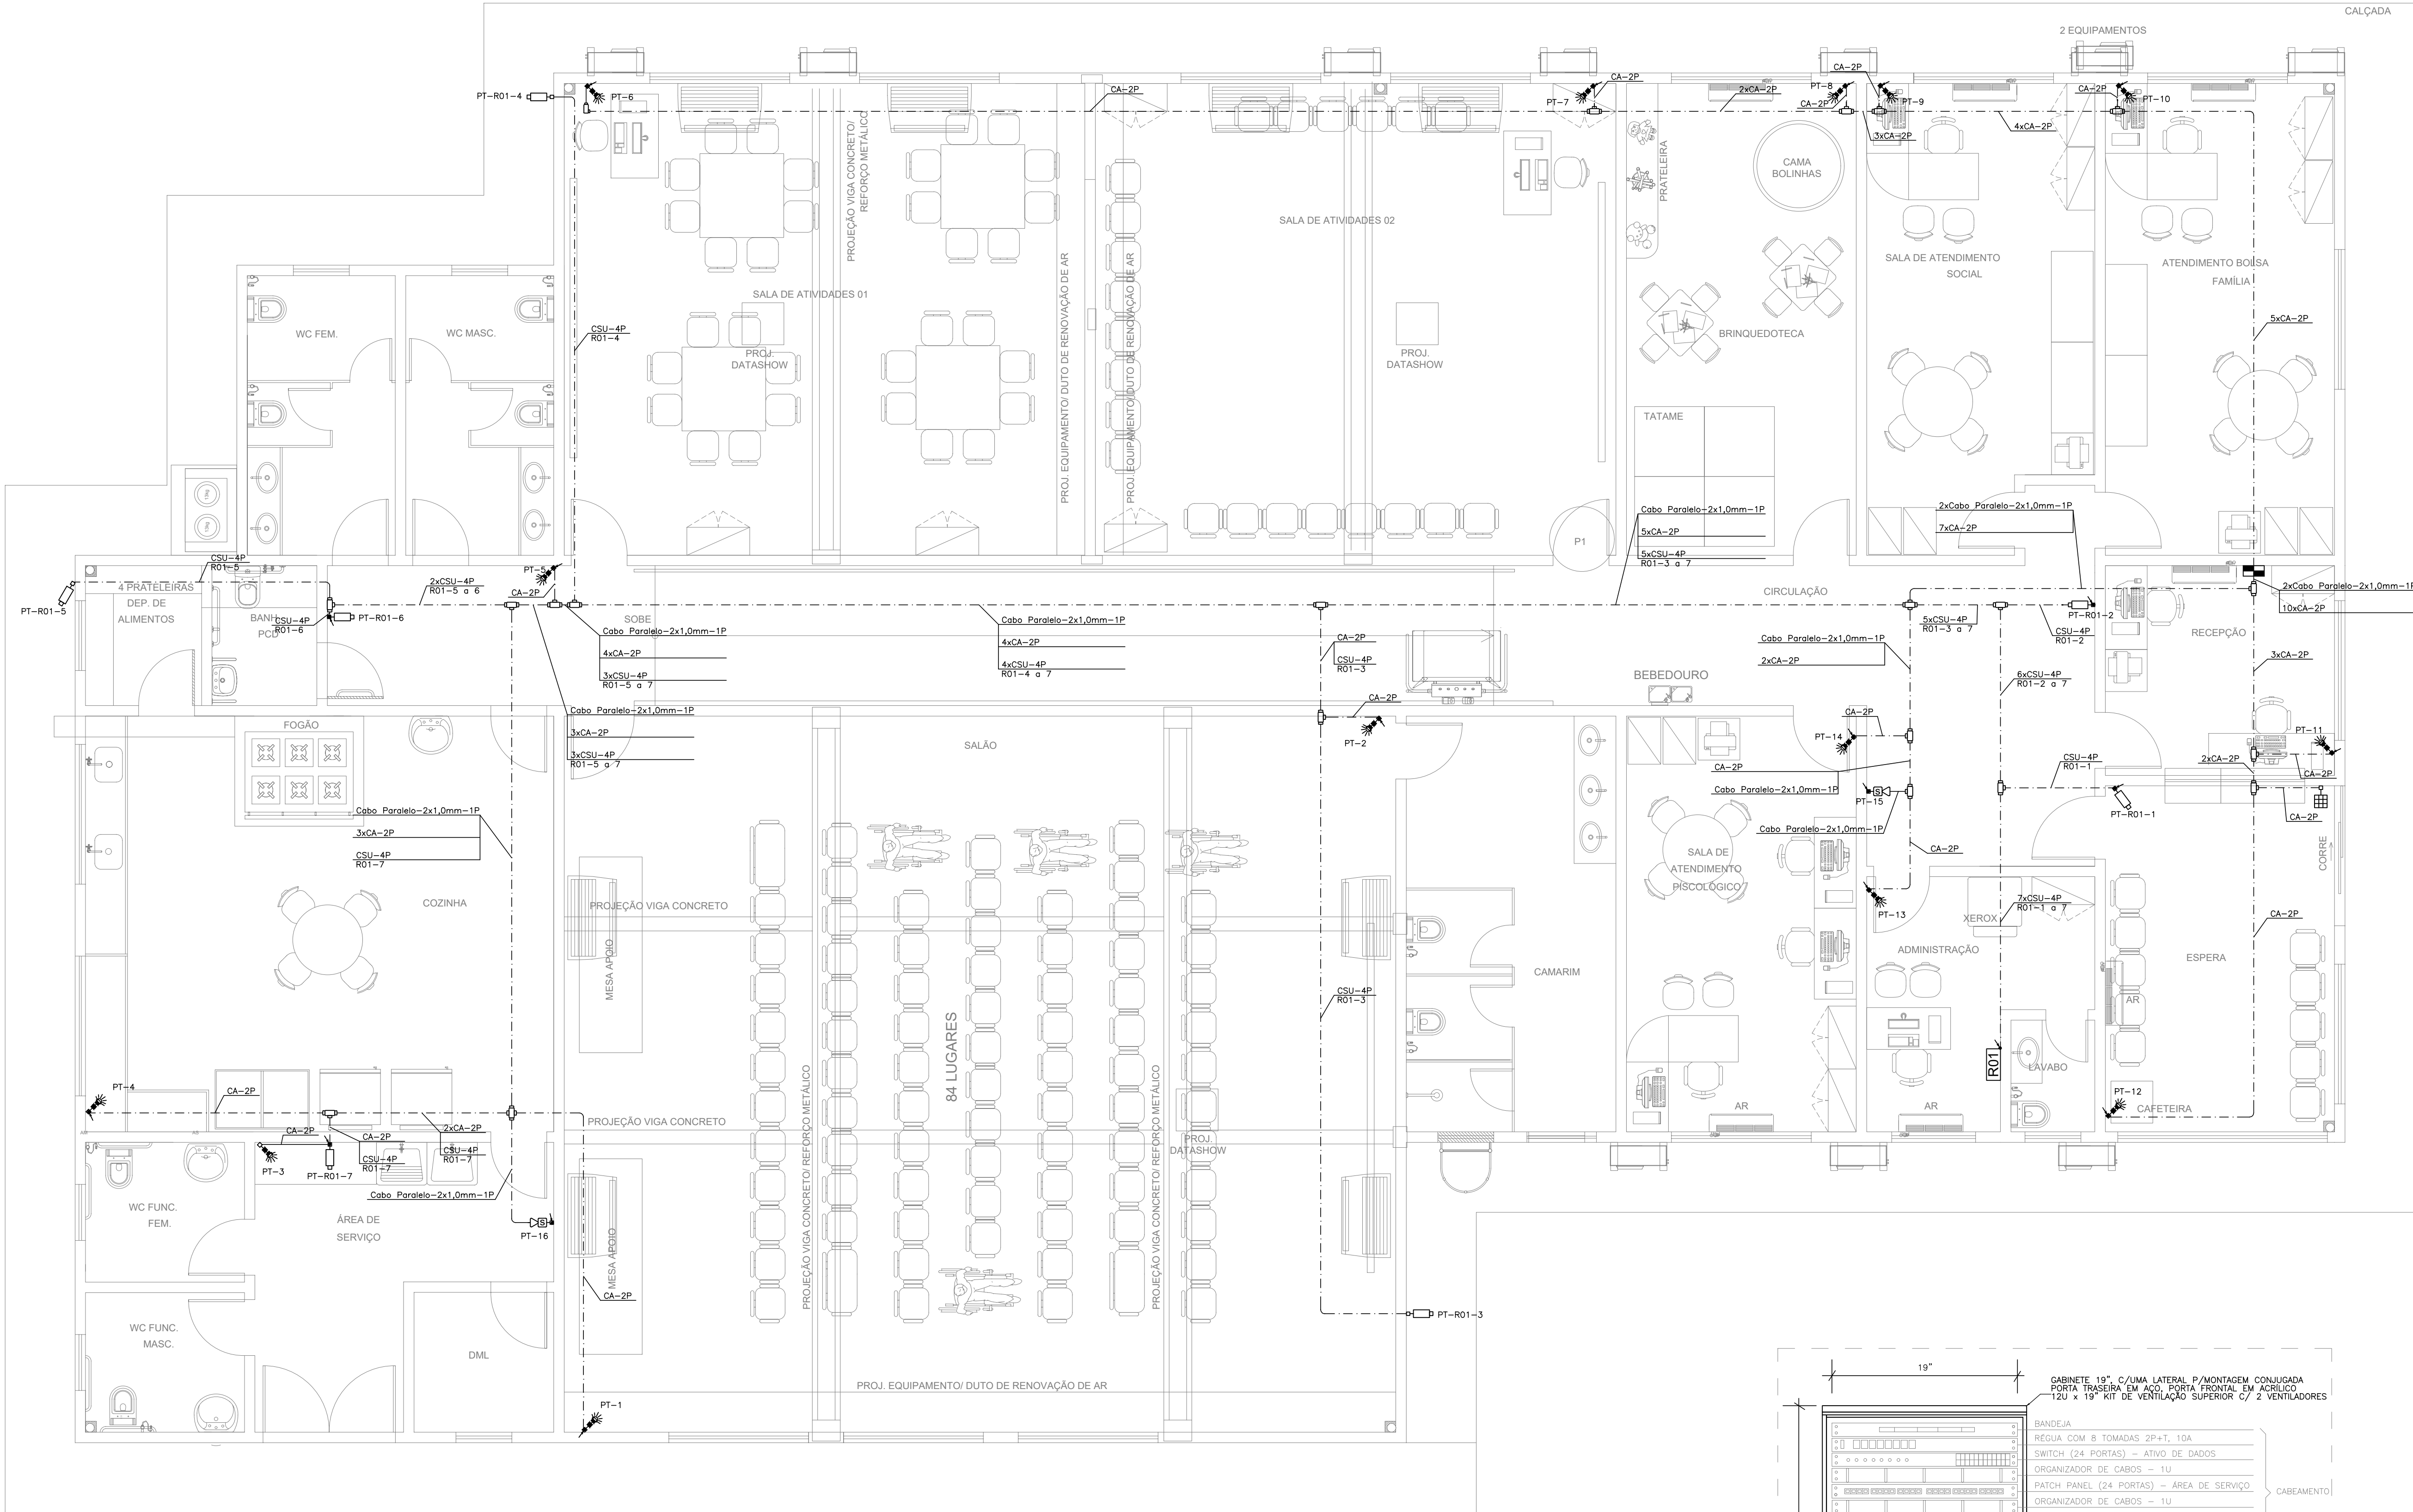 CALÇADA
2 EQUIPAMENTOS
PT-R01-4
PT-6
CA-2P
CA-2P
PT-7
2xCA-2P
CA-2P
PT-8
CA-2P
PT-9
3xCA-2P
4xCA-2P
CA-2P
PT-10
PROJEÇÃO VIGA CONCRETO/
REFORÇO METÁLICO
PRATELEIRA
CAMA
BOLINHAS
SALA DE ATIVIDADES 02
SALA DE ATENDIMENTO
SOCIAL
ATENDIMENTO BOLSA
FAMÍLIA
SALA DE ATIVIDADES 01
PROJ. EQUIPAMENTO/ DUTO DE RENOVAÇÃO DE AR
PROJ. EQUIPAMENTO/ DUTO DE RENOVAÇÃO DE AR
WC FEM.
WC MASC.
CSU-4P
R01-4
5xCA-2P
BRINQUEDOTECA
PROJ.
DATASHOW
PROJ.
DATASHOW
TATAME
13kg
13kg
Cabo Paralelo-2x1,0mm-1P
5xCA-2P
5xCSU-4P
R01-3 a 7
2xCabo Paralelo-2x1,0mm-1P
7xCA-2P
P1
CSU-4P
R01-5
PT-R01-5
4 PRATELEIRAS
DEP. DE
ALIMENTOS
BANH.
PCD
CSU-4P
R01-6
PT-R01-6
2xCSU-4P
R01-5 a 6
PT-5
CA-2P
SOBE
Cabo Paralelo-2x1,0mm-1P
4xCA-2P
3xCSU-4P
R01-5 a 7
Cabo Paralelo-2x1,0mm-1P
4xCA-2P
4xCSU-4P
R01-4 a 7
CIRCULAÇÃO
5xCSU-4P
R01-3 a 7
PT-R01-2
CSU-4P
R01-2
2xCabo Paralelo-2x1,0mm-1P
10xCA-2P
RECEPÇÃO
CA-2P
CSU-4P
R01-3
Cabo Paralelo-2x1,0mm-1P
2xCA-2P
3xCA-2P
BEBEDOURO
6xCSU-4P
R01-2 a 7
CA-2P
PT-2
Cabo Paralelo-2x1,0mm-1P
3xCA-2P
3xCSU-4P
R01-5 a 7
FOGÃO
SALÃO
CA-2P
PT-14
PT-11
2xCA-2P
CA-2P
CSU-4P
R01-1
CA-2P
Cabo Paralelo-2x1,0mm-1P
PT-15
PT-R01-1
CA-2P
Cabo Paralelo-2x1,0mm-1P
CA-2P
CORRE
Cabo Paralelo-2x1,0mm-1P
3xCA-2P
CSU-4P
R01-7
SALA DE
ATENDIMENTO
PISCOLÓGICO
COZINHA
PROJEÇÃO VIGA CONCRETO
MESA APOIO
PT-13
XEROX
7xCSU-4P
R01-1 a 7
CA-2P
ADMINISTRAÇÃO
ESPERA
CAMARIM
CSU-4P
R01-3
AR
84 LUGARES
R01
LAVABO
PT-4
CA-2P
PROJEÇÃO VIGA CONCRETO
PROJEÇÃO VIGA CONCRETO/ REFORÇO METÁLICO
PROJEÇÃO VIGA CONCRETO/ REFORÇO METÁLICO
PROJ.
DATASHOW
AR
AR
PT-12
CAFETEIRA
CA-2P
PT-3
PT-R01-7
CA-2P
CSU-4P
R01-7
2xCA-2P
CSU-4P
R01-7
Cabo Paralelo-2x1,0mm-1P
WC FUNC.
FEM.
ÁREA DE
SERVIÇO
PT-16
MESA APOIO
CA-2P
PT-R01-3
WC FUNC.
MASC.
DML
PROJ. EQUIPAMENTO/ DUTO DE RENOVAÇÃO DE AR
PT-1
19"
GABINETE 19", C/UMA LATERAL P/MONTAGEM CONJUGADA
PORTA TRASEIRA EM AÇO, PORTA FRONTAL EM ACRÍLICO
12U x 19" KIT DE VENTILAÇÃO SUPERIOR C/ 2 VENTILADORES
BANDEJA
RÉGUA COM 8 TOMADAS 2P+T, 10A
SWITCH (24 PORTAS) - ATIVO DE DADOS
ORGANIZADOR DE CABOS - 1U
PATCH PANEL (24 PORTAS) - ÁREA DE SERVIÇO
CABEAMENTO
ORGANIZADOR DE CABOS - 1U